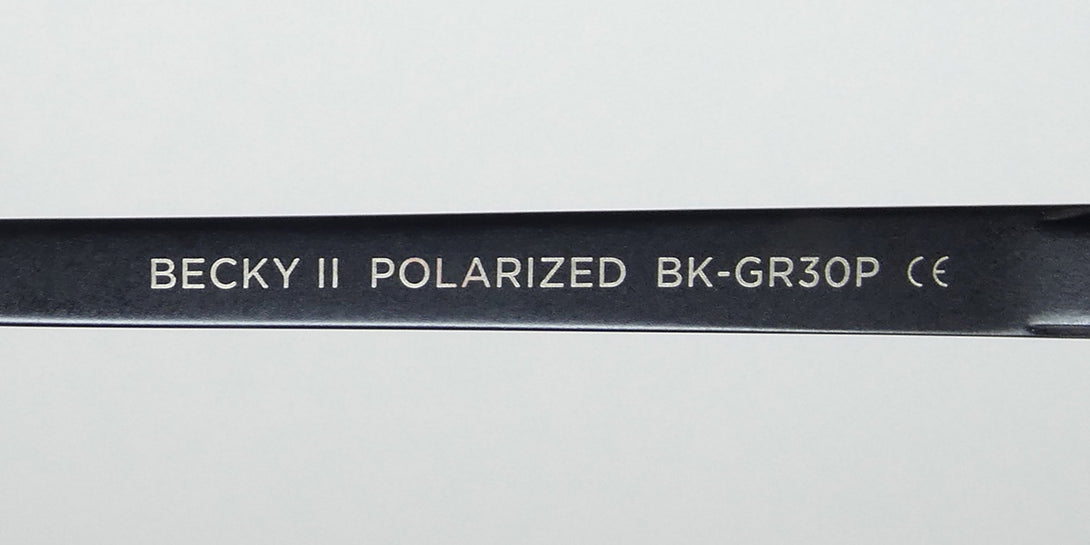 BECKY II POLARIZED BK-GR30P CE